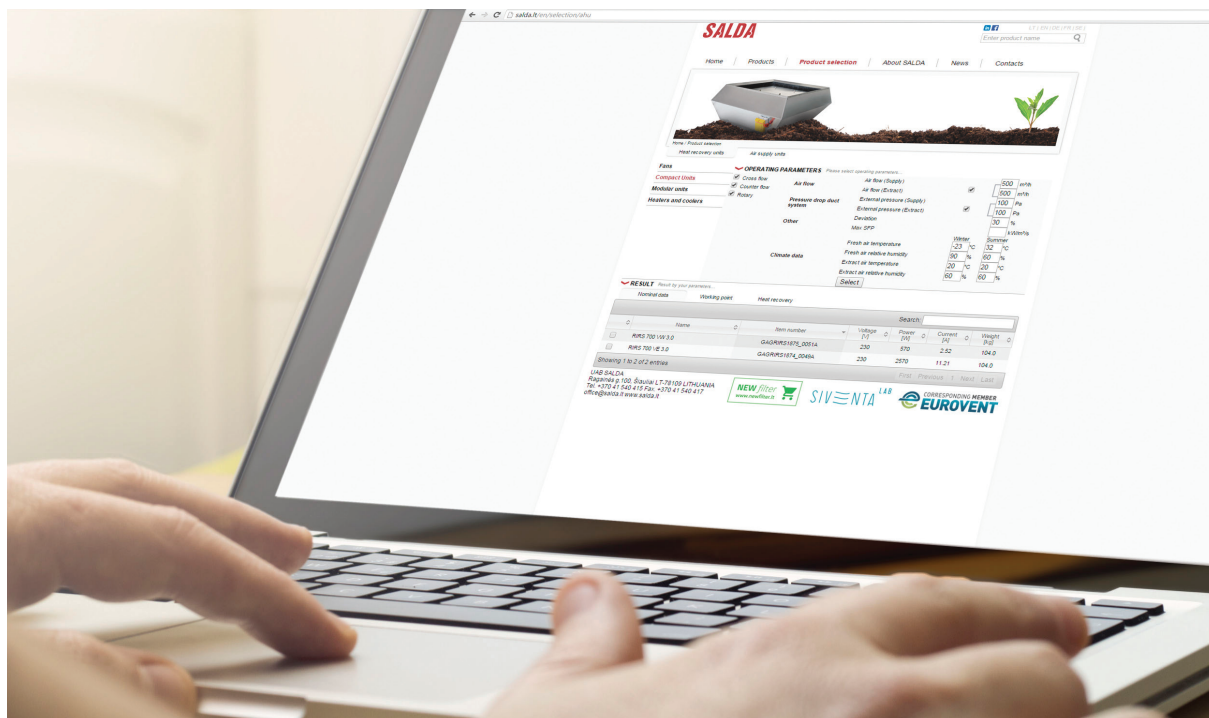 salda.lt/en/selection/ahu
SALDA
LT | EN | DE | FR | SE |
Enter product name
Home Products Product selection About SALDA News Contacts
Home / Product selection
Heat recovery units Air supply units
Fans
Compact Units
Modular units
Heaters and coolers
OPERATING PARAMETERS Please select operating parameters...
Cross flow
Counter flow
Rotary
Air flow
Air flow (Supply) 500 m³/h
Air flow (Extract) 500 m³/h
Pressure drop duct
system
External pressure (Supply) 100 Pa
External pressure (Extract) 100 Pa
Other
Deviation 30 %
Max SFP kW/m³/s
Climate data
Winter Summer
Fresh air temperature -23 °C 32 °C
Fresh air relative humidity 90 % 60 %
Extract air temperature 20 °C 20 °C
Extract air relative humidity 60 % 60 %
Select
RESULT Result by your parameters...
Nominal data Working point Heat recovery
Search:
Name Item number Voltage [V] Power [W] Current [A] Weight [kg]
RIRS 700 VW 3.0 GAGRIRS1875_0051A 230 570 2.52 104.0
RIRS 700 VE 3.0 GAGRIRS1874_0049A 230 2570 11.21 104.0
Showing 1 to 2 of 2 entries
First Previous 1 Next Last
UAB SALDA
Ragainės g.100, Šiauliai LT-78109 LITHUANIA
Tel. +370 41 540 415 Fax. +370 41 540 417
office@salda.lt www.salda.lt
NEW filter
www.newfilter.lt
SIVENTA LAB
CORRESPONDING MEMBER
EUROVENT